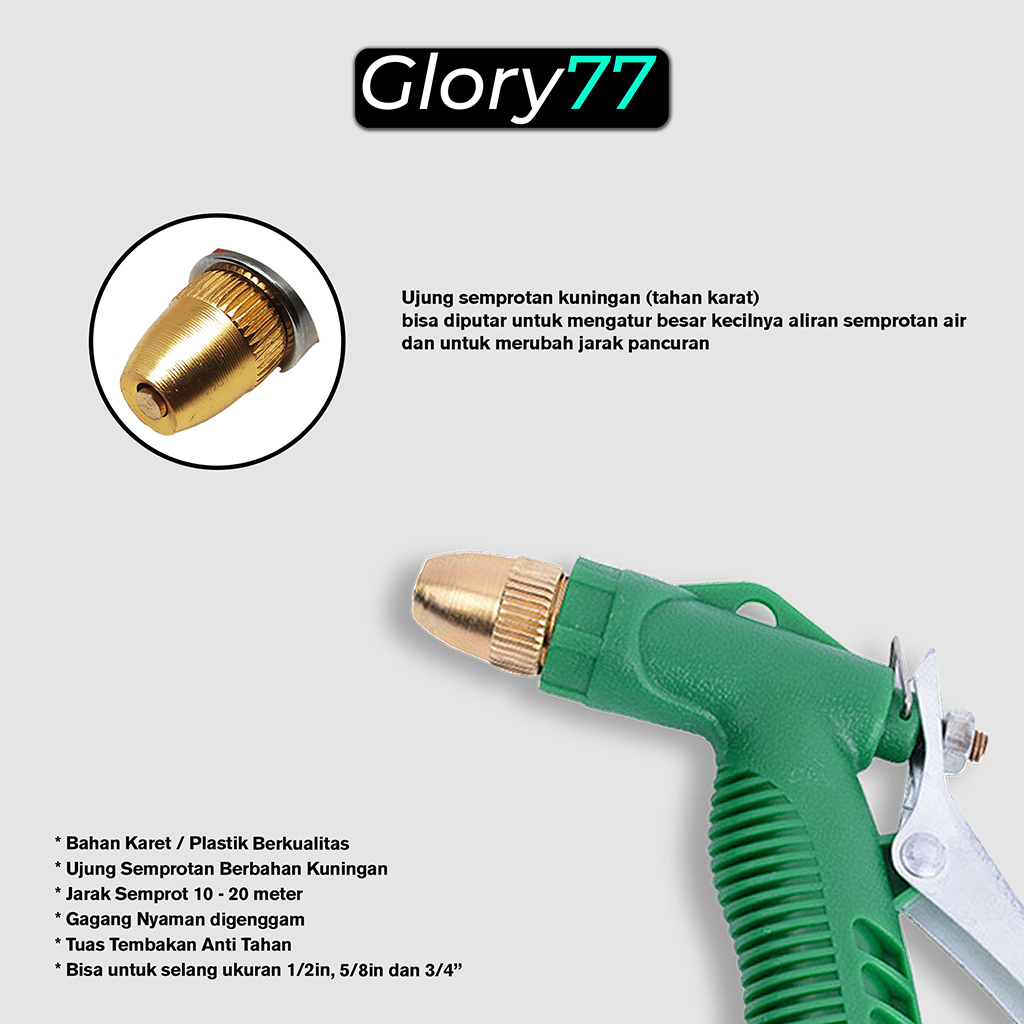 Glory77
Ujung semprotan kuningan (tahan karat)
bisa diputar untuk mengatur besar kecilnya aliran semprotan air
dan untuk merubah jarak pancuran
* Bahan Karet / Plastik Berkualitas
* Ujung Semprotan Berbahan Kuningan
* Jarak Semprot 10 - 20 meter
* Gagang Nyaman digenggam
* Tuas Tembakan Anti Tahan
* Bisa untuk selang ukuran 1/2in, 5/8in dan 3/4”